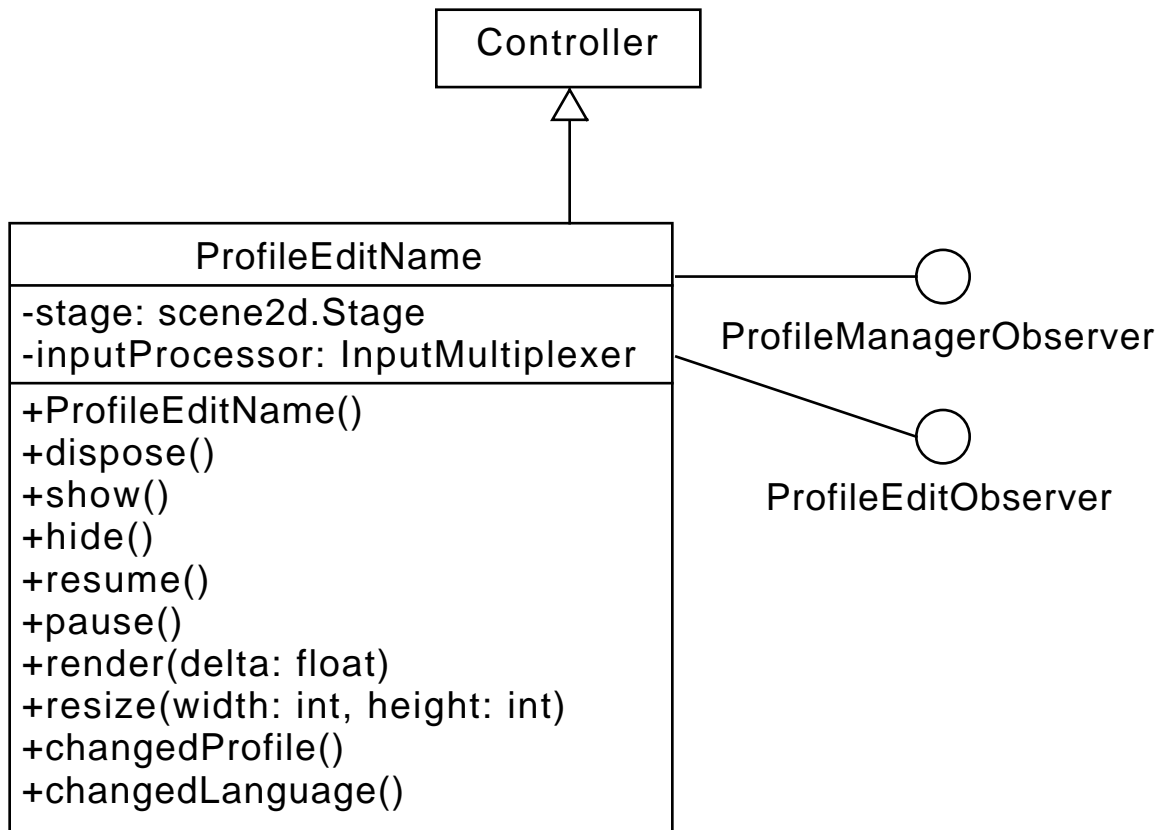 Controller
ProfileEditName
-stage: scene2d.Stage
-inputProcessor: InputMultiplexer
+ProfileEditName()
+dispose()
+show()
+hide()
+resume()
+pause()
+render(delta: float)
+resize(width: int, height: int)
+changedProfile()
+changedLanguage()
ProfileManagerObserver
ProfileEditObserver